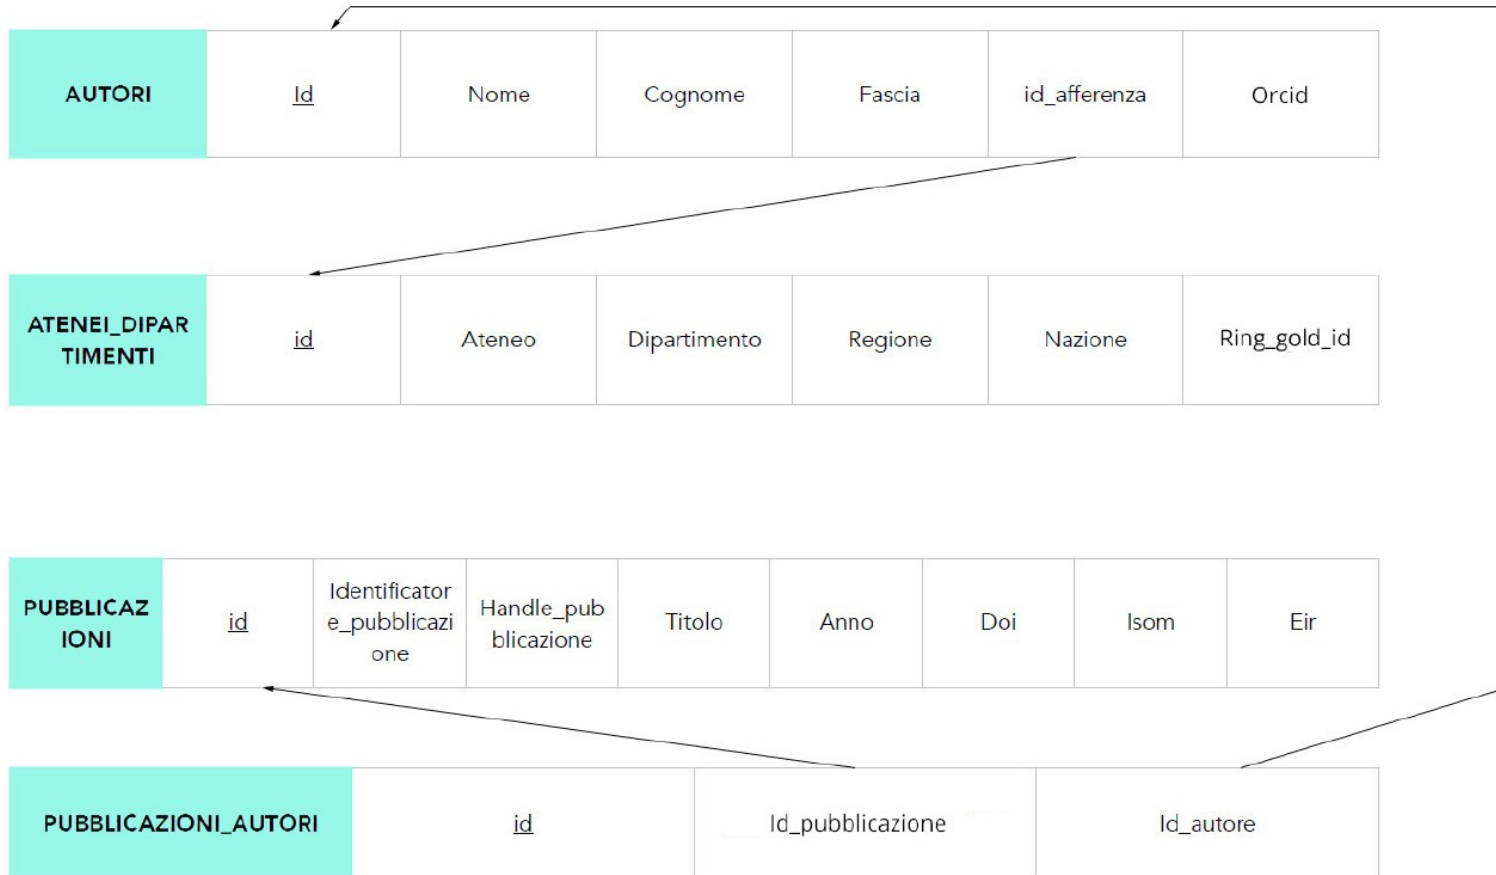 AUTORI
Id
Nome
Cognome
Fascia
id_afferenza
Orcid
ATENEI_DIPAR
TIMENTI
id
Ateneo
Dipartimento
Regione
Nazione
Ring_gold_id
PUBBLICAZ
IONI
id
Identificator
e_pubblicazi
one
Handle_pub
blicazione
Titolo
Anno
Doi
Isom
Eir
PUBBLICAZIONI_AUTORI
id
Id_pubblicazione
Id_autore